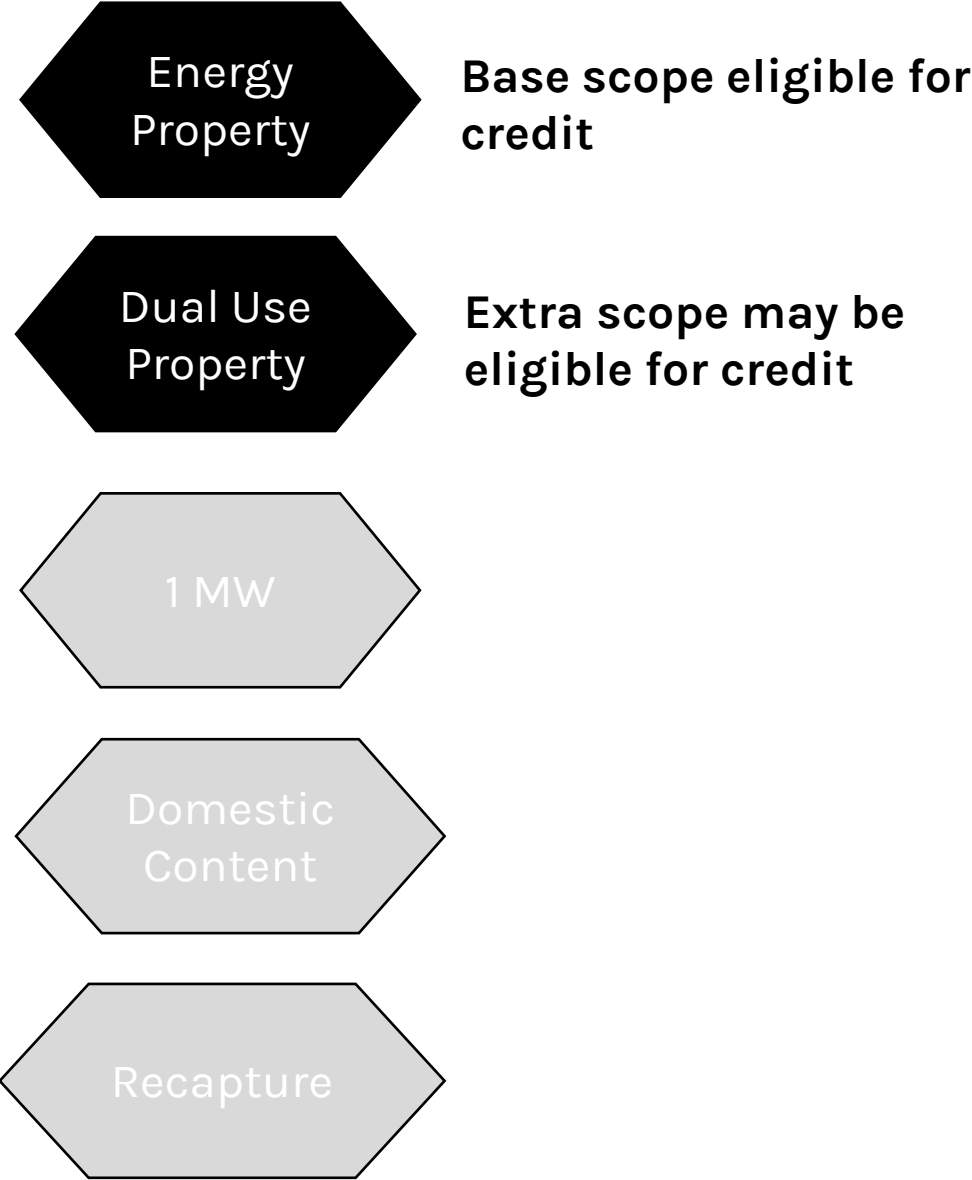 Energy
Property
Base scope eligible for
credit
Dual Use
Property
Extra scope may be
eligible for credit
1 MW
Domestic
Content
Recapture